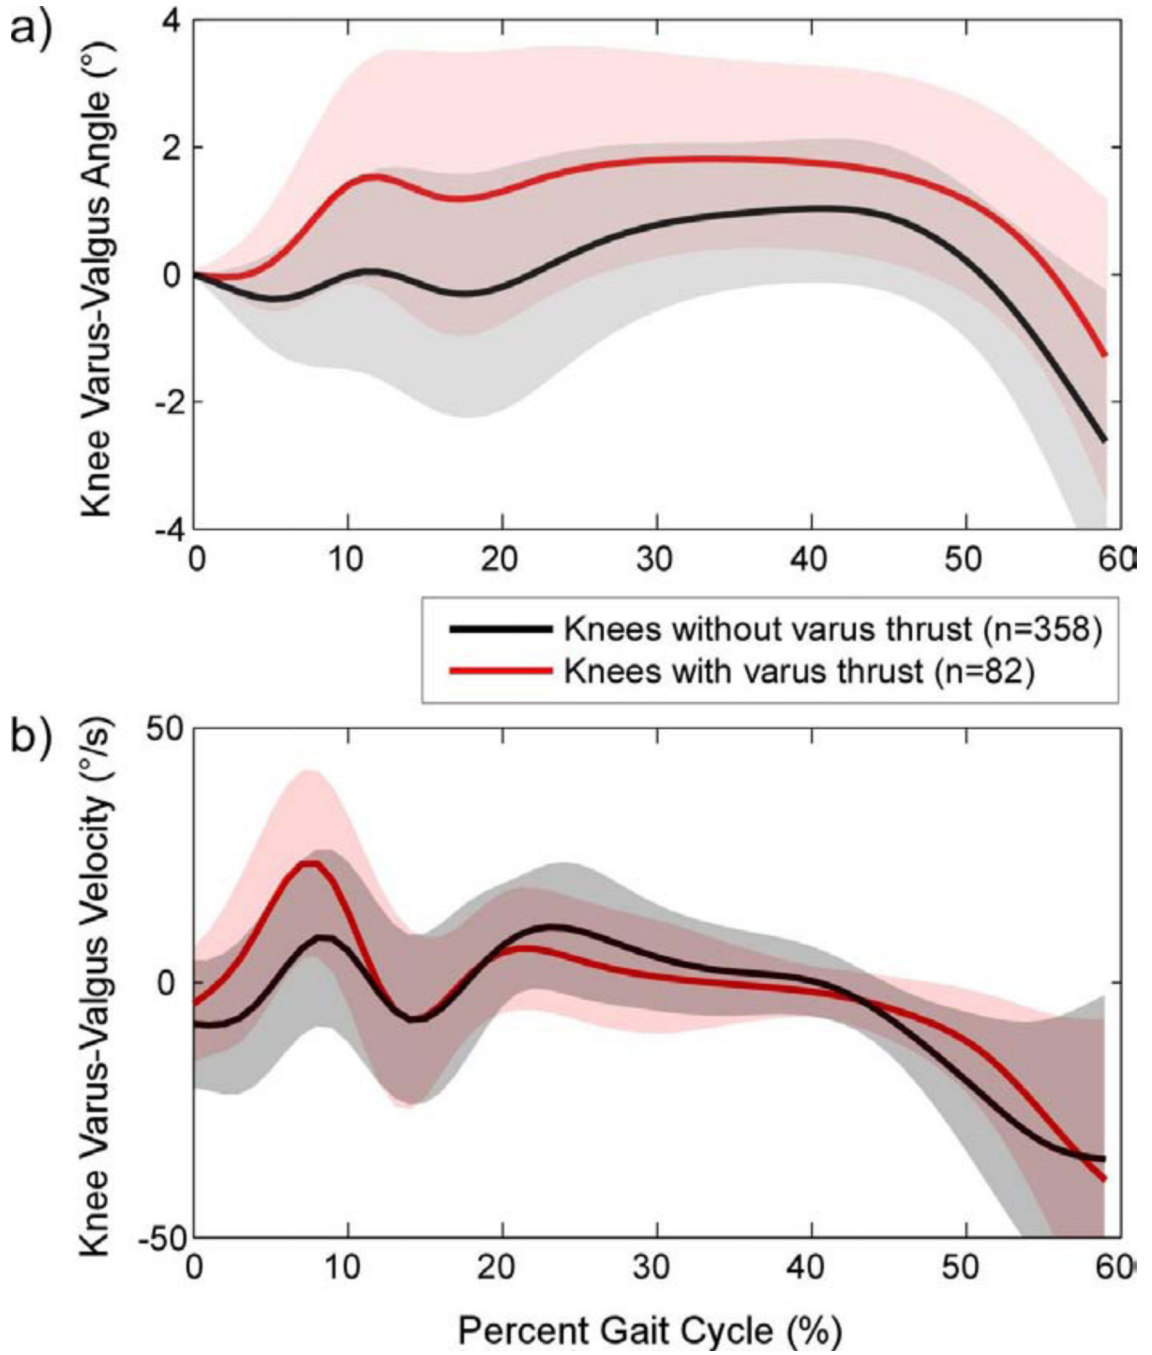 a)
Knee Varus-Valgus Angle (°)
4
2
0
-2
-4
0 10 20 30 40 50 60
Knees without varus thrust (n=358)
Knees with varus thrust (n=82)
b)
Knee Varus-Valgus Velocity (°/s)
50
0
-50
0 10 20 30 40 50 60
Percent Gait Cycle (%)